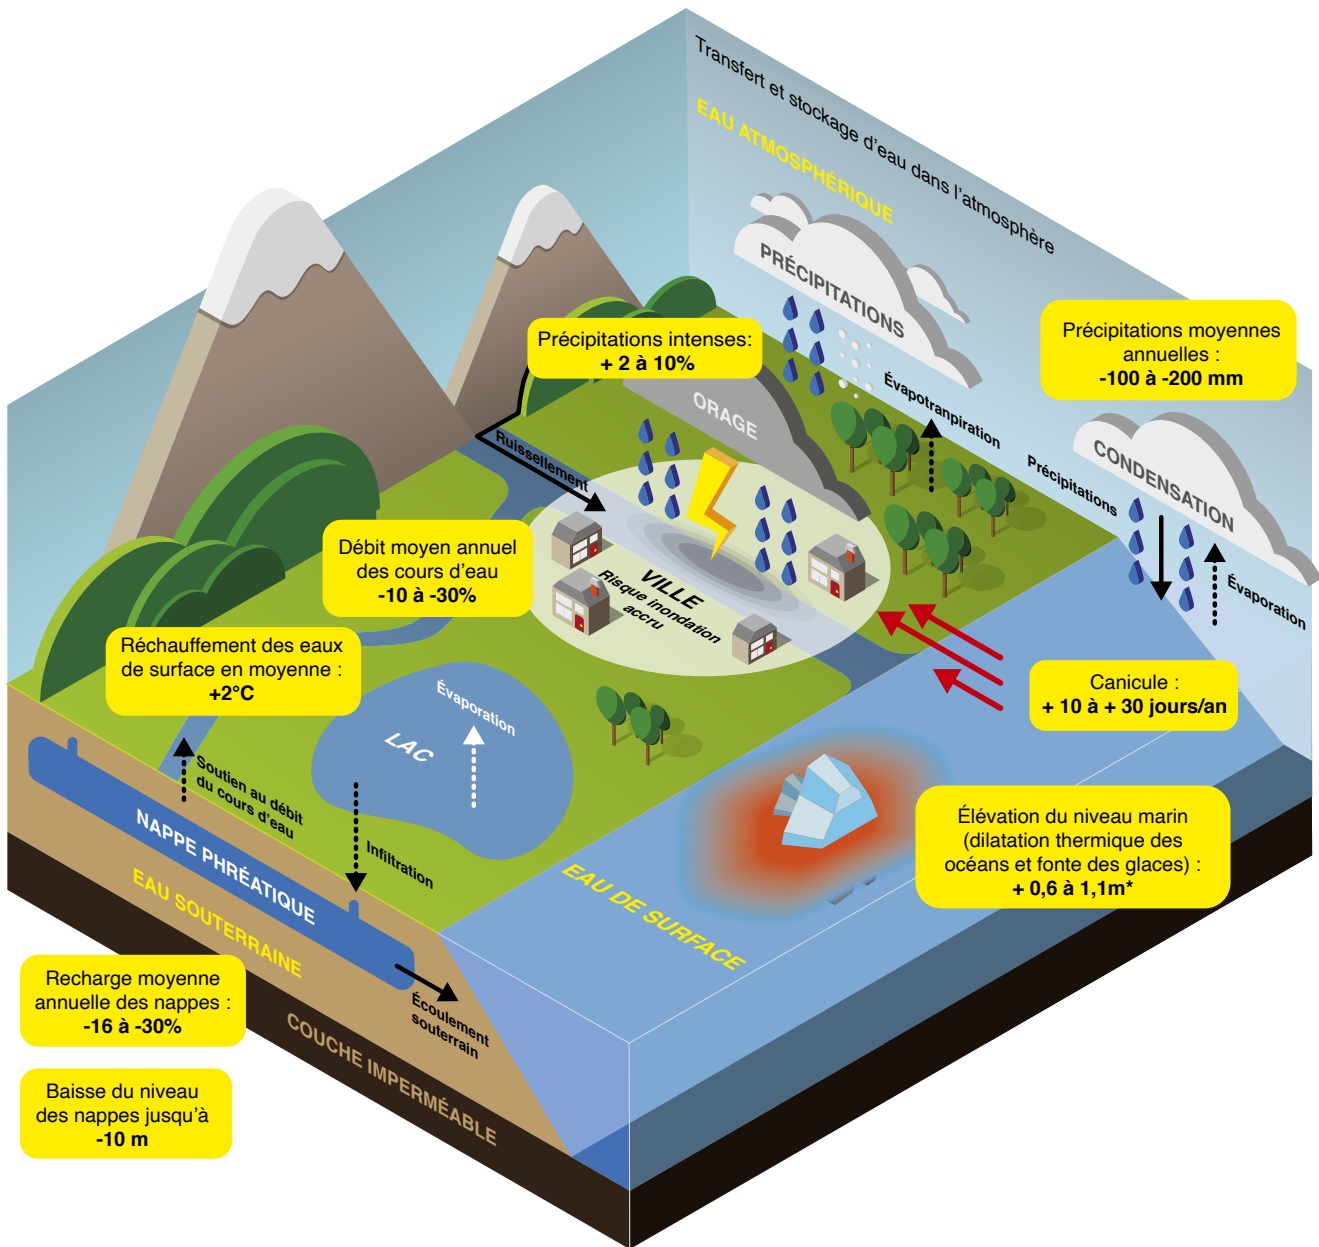 Transfert et stockage d'eau dans l'atmosphère
EAU ATMOSPHÉRIQUE
PRÉCIPITATIONS
Précipitations intenses:
+ 2 à 10%
Précipitations moyennes
annuelles :
-100 à -200 mm
ORAGE
Évapotranpiration
CONDENSATION
Précipitations
Évaporation
Ruissellement
Débit moyen annuel
des cours d'eau
-10 à -30%
VILLE
Risque inondation
accru
Réchauffement des eaux
de surface en moyenne :
+2°C
Canicule :
+ 10 à + 30 jours/an
Évaporation
LAC
Soutien au débit
du cours d'eau
Infiltration
Élévation du niveau marin
(dilatation thermique des
océans et fonte des glaces) :
+ 0,6 à 1,1m*
NAPPE PHRÉATIQUE
EAU SOUTERRAINE
EAU DE SURFACE
Recharge moyenne
annuelle des nappes :
-16 à -30%
Écoulement
souterrain
COUCHE IMPERMÉABLE
Baisse du niveau
des nappes jusqu'à
-10 m